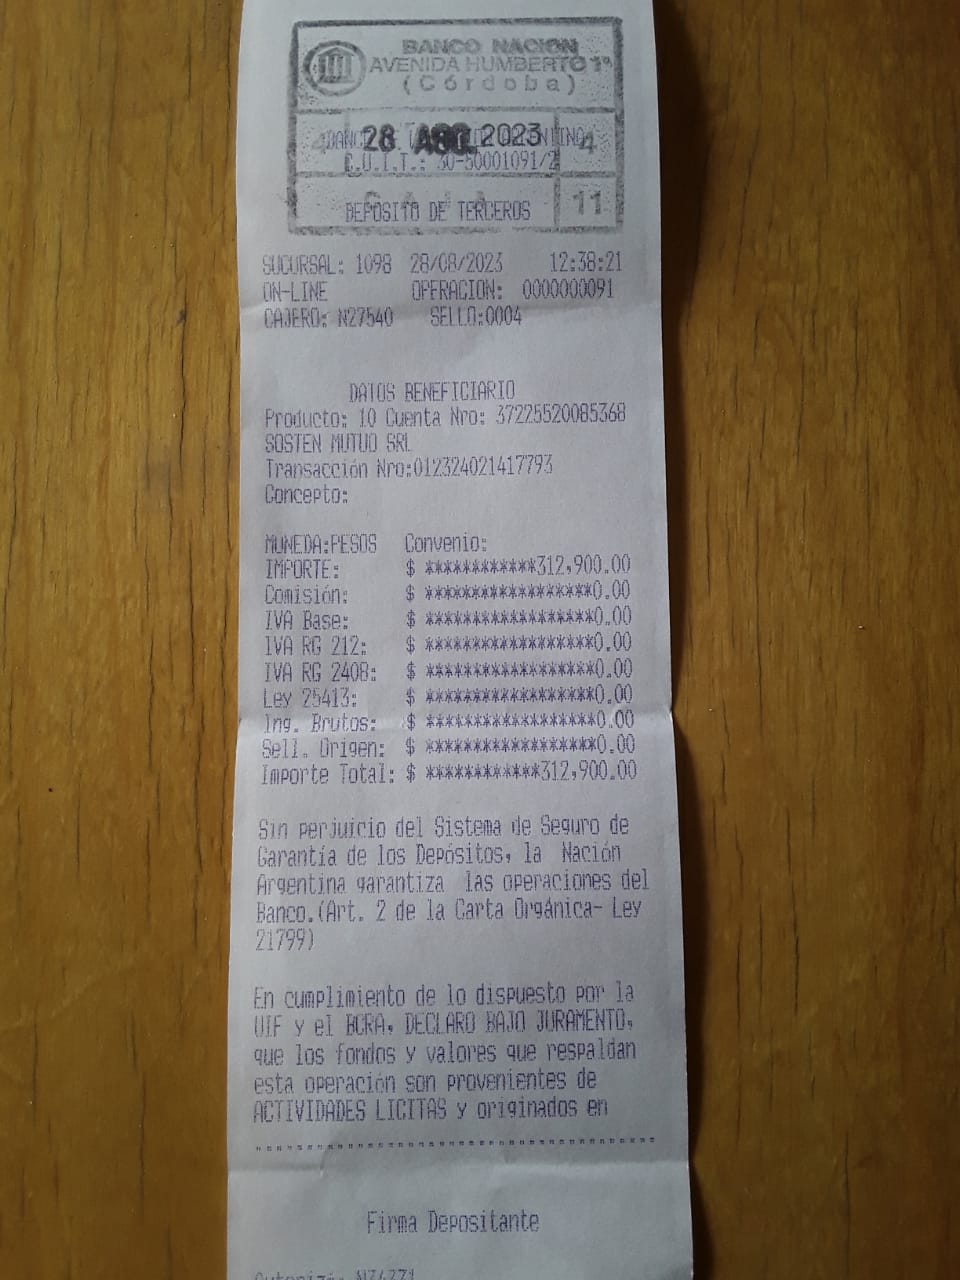 BANCO NACION
AVENIDA HUMBERTO 1º
(Córdoba)
28 AGO. 2023
4 4
C.U.I.T.: 30-50001091/2
CAJA 11
DEPOSITO DE TERCEROS
SUCURSAL: 1098 28/08/2023 12:38:21
ON-LINE OPERACION: 0000000091
CAJERO: N27540 SELLO:0004
DATOS BENEFICIARIO
Producto: 10 Cuenta Nro: 37225520085368
SOSTEN MUTUO SRL
Transacción Nro:012324021417793
Concepto:
MONEDA:PESOS Convenio:
IMPORTE: $ ************312,900.00
Comisión: $ ******************0.00
IVA Base: $ ******************0.00
IVA RG 212: $ ******************0.00
IVA RG 2408: $ ******************0.00
Ley 25413: $ ******************0.00
Ing. Brutos: $ ******************0.00
Sell. Origen: $ ******************0.00
Importe Total: $ ************312,900.00
Sin perjuicio del Sistema de Seguro de
Garantía de los Depósitos, la Nación
Argentina garantiza las operaciones del
Banco.(Art. 2 de la Carta Orgánica- Ley
21799)
En cumplimiento de lo dispuesto por la
UIF y el BCRA, DECLARO BAJO JURAMENTO,
que los fondos y valores que respaldan
esta operación son provenientes de
ACTIVIDADES LICITAS y originados en
Firma Depositante